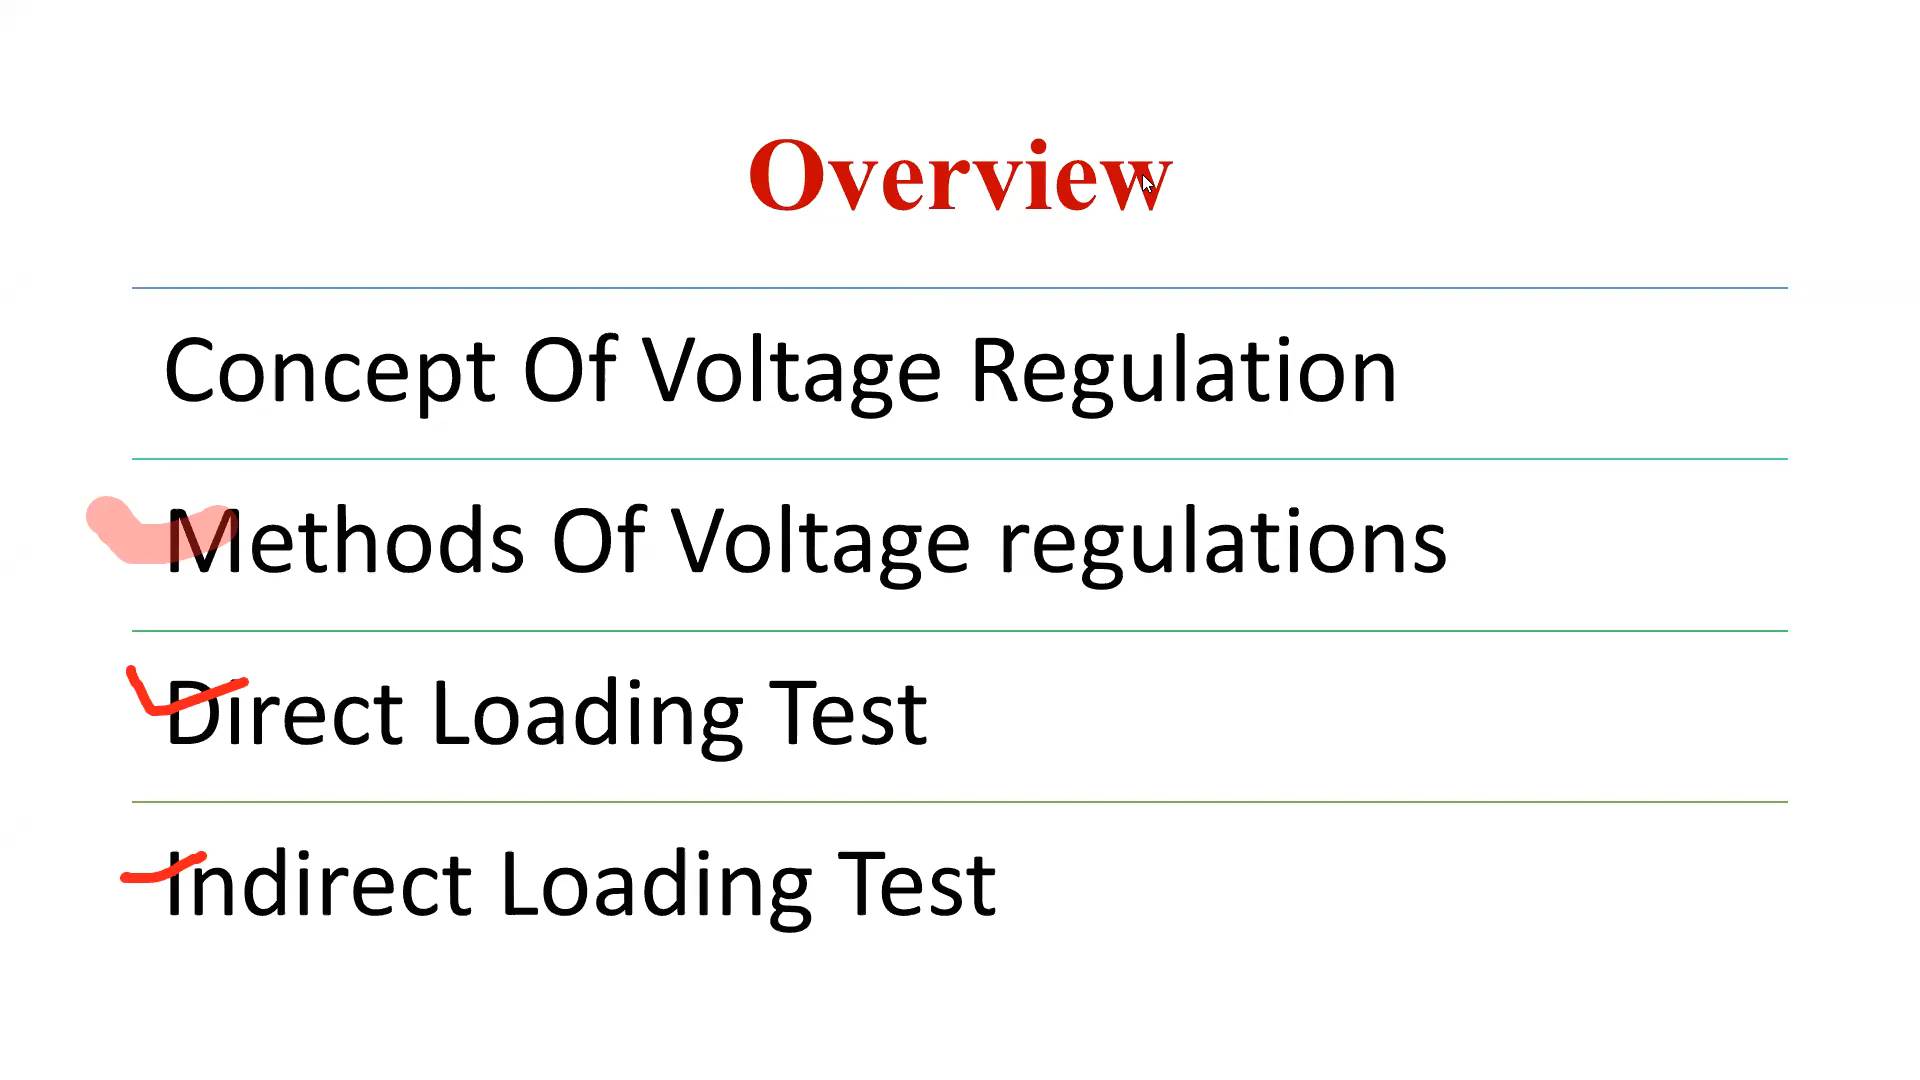 Overview
Concept Of Voltage Regulation
Methods Of Voltage regulations
Direct Loading Test
Indirect Loading Test